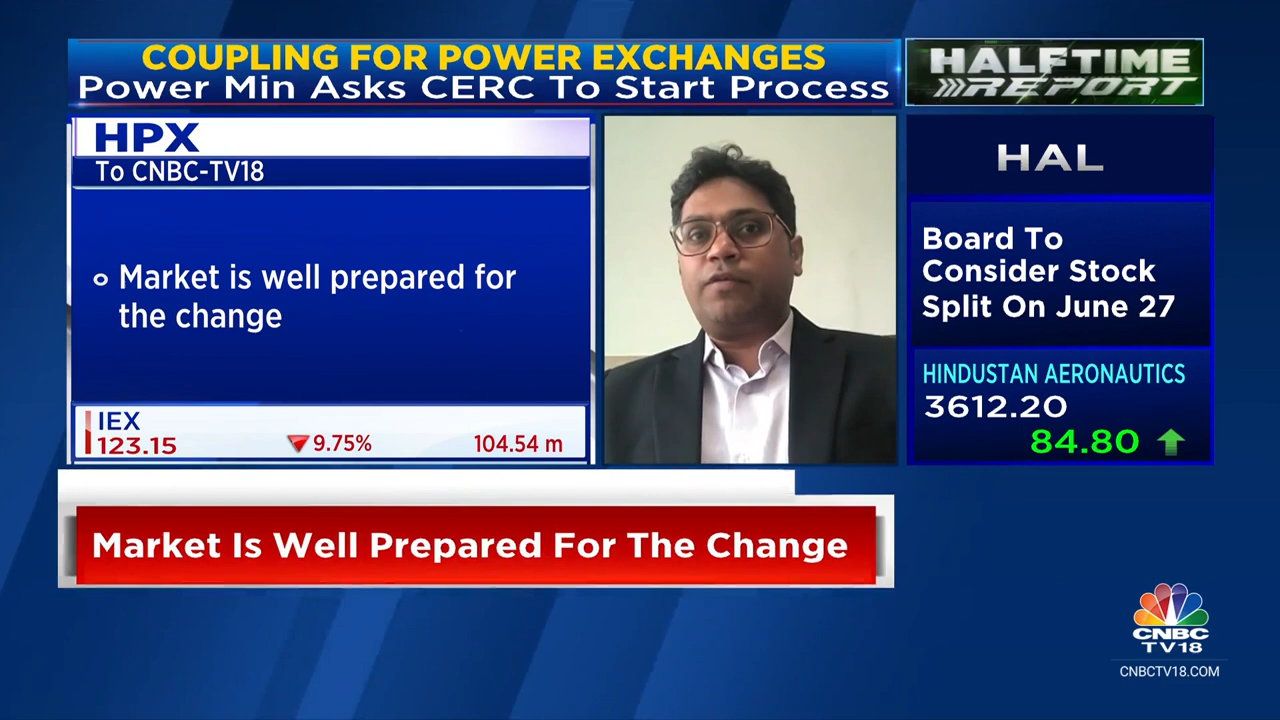 COUPLING FOR POWER EXCHANGES
Power Min Asks CERC To Start Process
HALFTIME
REPORT
HPX
To CNBC-TV18
Market is well prepared for
the change
IEX
123.15 9.75% 104.54 m
HAL
Board To
Consider Stock
Split On June 27
HINDUSTAN AERONAUTICS
3612.20
84.80
Market Is Well Prepared For The Change
CNBC
TV18
CNBCTV18.COM